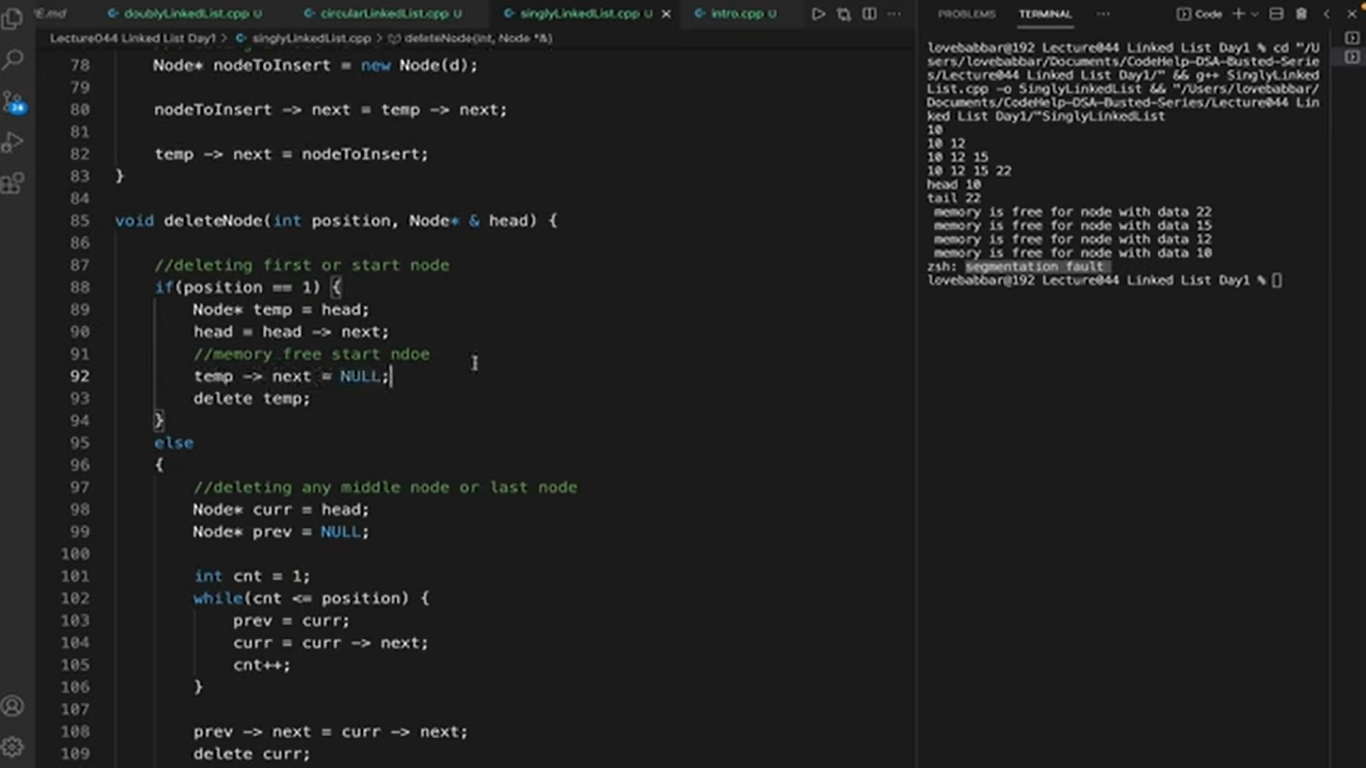 E.md doublyLinkedList.cpp U circularLinkedList.cpp U singlyLinkedList.cpp U × intro.cpp U ···
Lecture044 Linked List Day1 > singlyLinkedList.cpp > deleteNode(int, Node *&)
78 Node* nodeToInsert = new Node(d);
79
80 nodeToInsert -> next = temp -> next;
81
82 temp -> next = nodeToInsert;
83 }
84
85 void deleteNode(int position, Node* & head) {
86
87 //deleting first or start node
88 if(position == 1) {
89 Node* temp = head;
90 head = head -> next;
91 //memory free start ndoe
92 temp -> next = NULL;
93 delete temp;
94 }
95 else
96 {
97 //deleting any middle node or last node
98 Node* curr = head;
99 Node* prev = NULL;
100
101 int cnt = 1;
102 while(cnt <= position) {
103 prev = curr;
104 curr = curr -> next;
105 cnt++;
106 }
107
108 prev -> next = curr -> next;
109 delete curr;
PROBLEMS TERMINAL ··· Code
lovebabbar@192 Lecture044 Linked List Day1 % cd "/U
sers/lovebabbar/Documents/CodeHelp-DSA-Busted-Serie
s/Lecture044 Linked List Day1/" && g++ SinglyLinked
List.cpp -o SinglyLinkedList && "/Users/lovebabbar/
Documents/CodeHelp-DSA-Busted-Series/Lecture044 Lin
ked List Day1/"SinglyLinkedList
10
10 12
10 12 15
10 12 15 22
head 10
tail 22
memory is free for node with data 22
memory is free for node with data 15
memory is free for node with data 12
memory is free for node with data 10
zsh: segmentation fault
lovebabbar@192 Lecture044 Linked List Day1 %